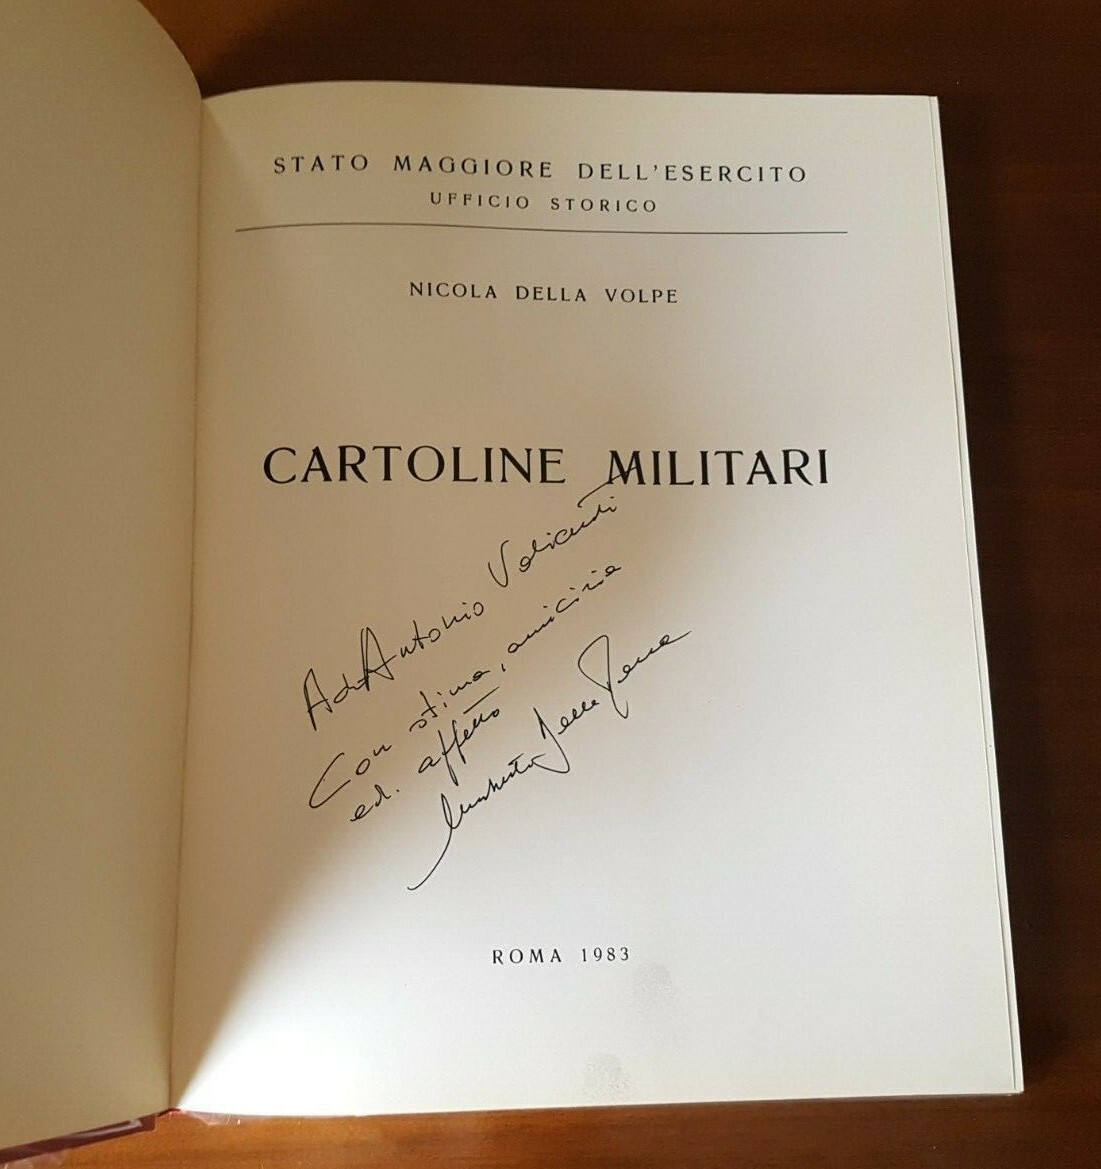 STATO MAGGIORE DELL'ESERCITO
UFFICIO STORICO
NICOLA DELLA VOLPE
CARTOLINE MILITARI
Ad Antonio
Con stima, amicizia
ed. affetto
Della
ROMA 1983